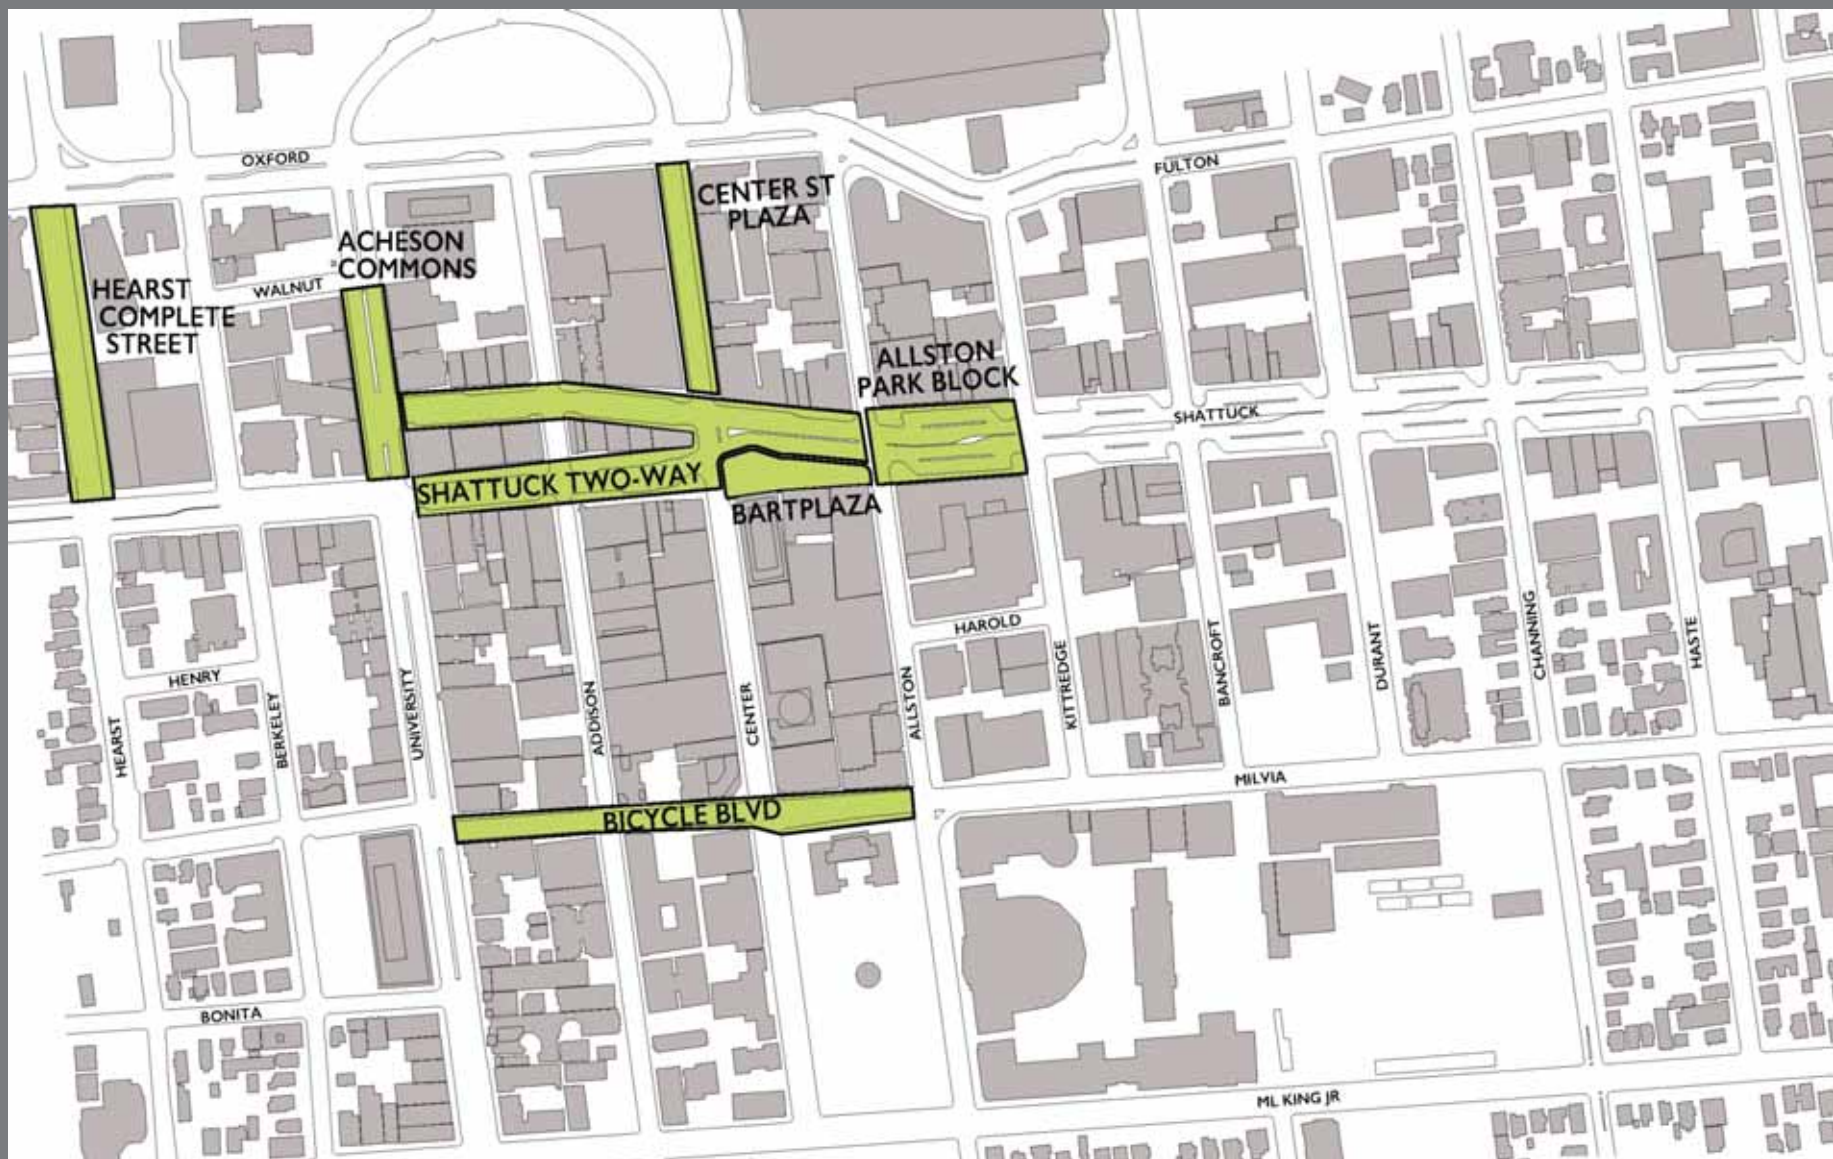 OXFORD
FULTON
CENTER ST
PLAZA
ACHESON
COMMONS
WALNUT
HEARST
COMPLETE
STREET
ALLSTON
PARK BLOCK
SHATTUCK
SHATTUCK TWO-WAY
BARTPLAZA
HAROLD
HENRY
HEARST
BERKELEY
UNIVERSITY
ADDISON
CENTER
ALLSTON
KITTREDGE
BANCROFT
DURANT
CHANNING
HASTE
MILVIA
BICYCLE BLVD
BONITA
ML KING JR